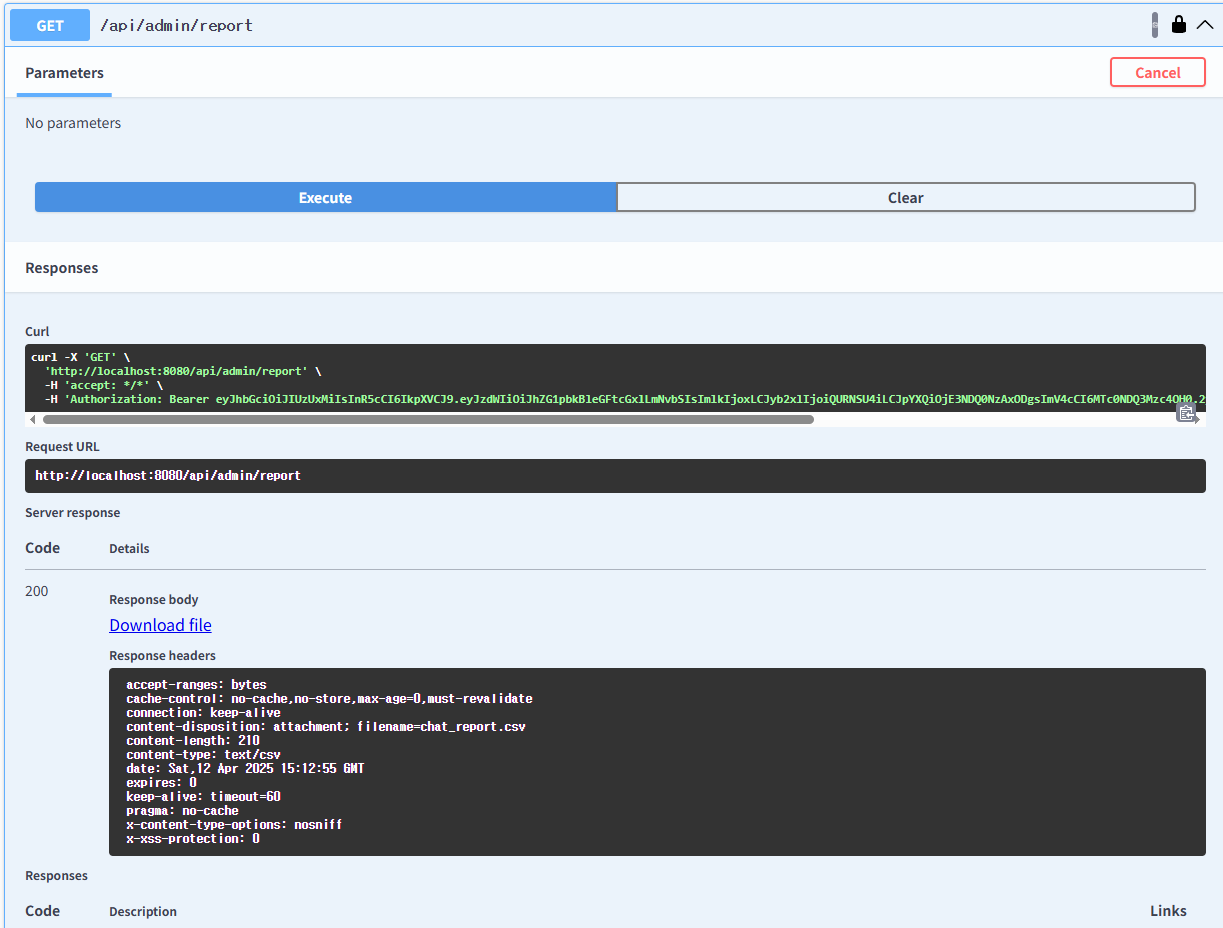 GET /api/admin/report
Parameters
Cancel
No parameters
Execute
Clear
Responses
Curl
curl -X 'GET' \
'http://localhost:8080/api/admin/report' \
-H 'accept: */*' \
-H 'Authorization: Bearer
Request URL
http://localhost:8080/api/admin/report
Server response
Code Details
200
Response body
Download file
Response headers
accept-ranges: bytes
cache-control: no-cache,no-store,max-age=0,must-revalidate
connection: keep-alive
content-disposition: attachment; filename=chat_report.csv
content-length: 210
content-type: text/csv
date: Sat,12 Apr 2025 15:12:55 GMT
expires: 0
keep-alive: timeout=60
pragma: no-cache
x-content-type-options: nosniff
x-xss-protection: 0
Responses
Code Description Links